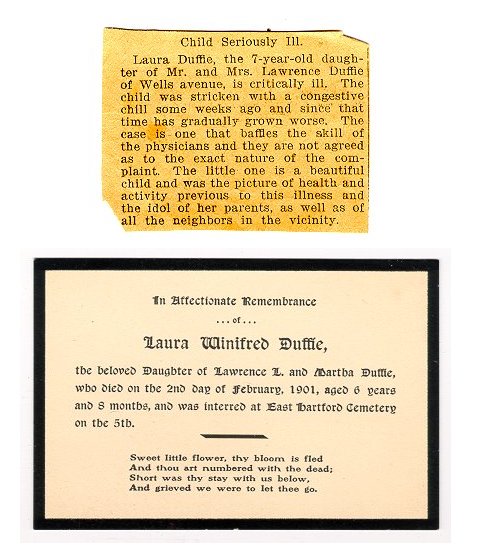 Child Seriously Ill.
Laura Duffie, the 7-year-old daugh-
ter of Mr. and Mrs. Lawrence Duffie
of Wells avenue, is critically ill. The
child was stricken with a congestive
chill some weeks ago and since that
time has gradually grown worse. The
case is one that baffles the skill of
the physicians and they are not agreed
as to the exact nature of the com-
plaint. The little one is a beautiful
child and was the picture of health and
activity previous to this illness and
the idol of her parents, as well as of
all the neighbors in the vicinity.
In Affectionate Remembrance
...of...
Laura Winifred Duffie,
the beloved Daughter of Lawrence L. and Martha Duffie,
who died on the 2nd day of February, 1901, aged 6 years
and 8 months, and was interred at East Hartford Cemetery
on the 5th.
Sweet little flower, thy bloom is fled
And thou art numbered with the dead;
Short was thy stay with us below,
And grieved we were to let thee go.